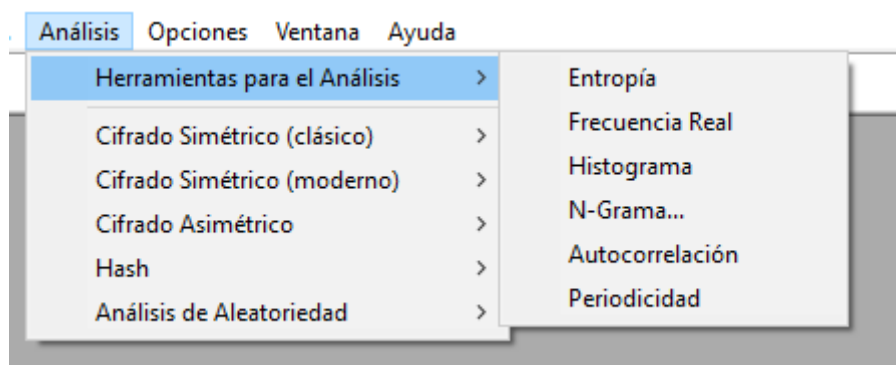 Análisis Opciones Ventana Ayuda
Herramientas para el Análisis
Cifrado Simétrico (clásico)
Cifrado Simétrico (moderno)
Cifrado Asimétrico
Hash
Análisis de Aleatoriedad
Entropía
Frecuencia Real
Histograma
N-Grama...
Autocorrelación
Periodicidad